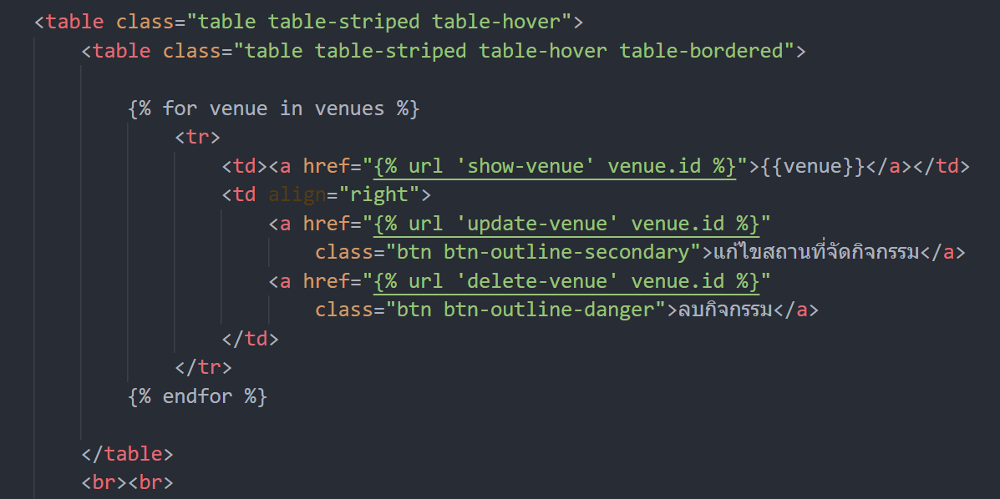 <table class="table table-striped table-hover">
<table class="table table-striped table-hover table-bordered">
{% for venue in venues %}
<tr>
<td><a href="{% url 'show-venue' venue.id %}">{{venue}}</a></td>
<td align="right">
<a href="{% url 'update-venue' venue.id %}"
class="btn btn-outline-secondary">แก้ไขสถานที่จัดกิจกรรม</a>
<a href="{% url 'delete-venue' venue.id %}"
class="btn btn-outline-danger">ลบกิจกรรม</a>
</td>
</tr>
{% endfor %}
</table>
<br><br>